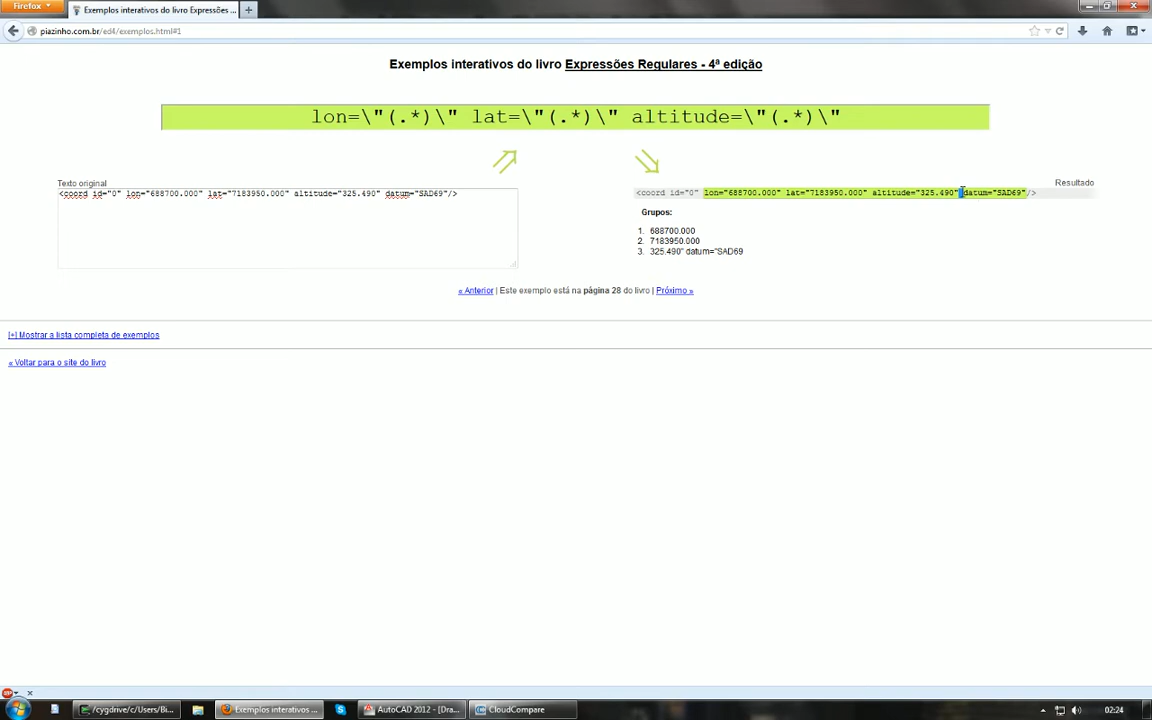 Firefox
Exemplos interativos do livro Expressões ...
piazinho.com.br/ed4/exemplos.html#1
Exemplos interativos do livro Expressões Regulares - 4ª edição
lon=\"(.*)\" lat=\"(.*)\" altitude=\"(.*)\"
Texto original
<coord id="0" lon="688700.000" lat="7183950.000" altitude="325.490" datum="SAD69"/>
Resultado
<coord id="0" lon="688700.000" lat="7183950.000" altitude="325.490" datum="SAD69"/>
Grupos:
1. 688700.000
2. 7183950.000
3. 325.490" datum="SAD69
« Anterior | Este exemplo está na página 28 do livro | Próximo »
[+] Mostrar a lista completa de exemplos
« Voltar para o site do livro
/cygdrive/c/Users/Bi...
Exemplos interativos ...
AutoCAD 2012 - [Dra...
CloudCompare
02:24